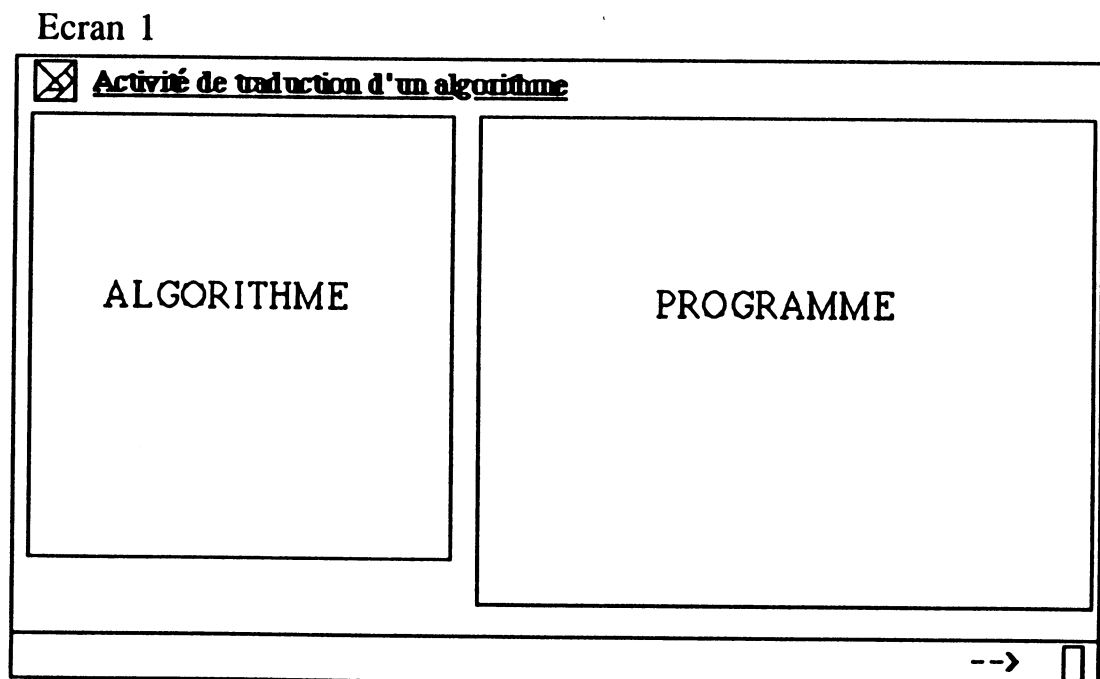 Ecran 1
Activité de traduction d'un algorithme
ALGORITHME
PROGRAMME
-->